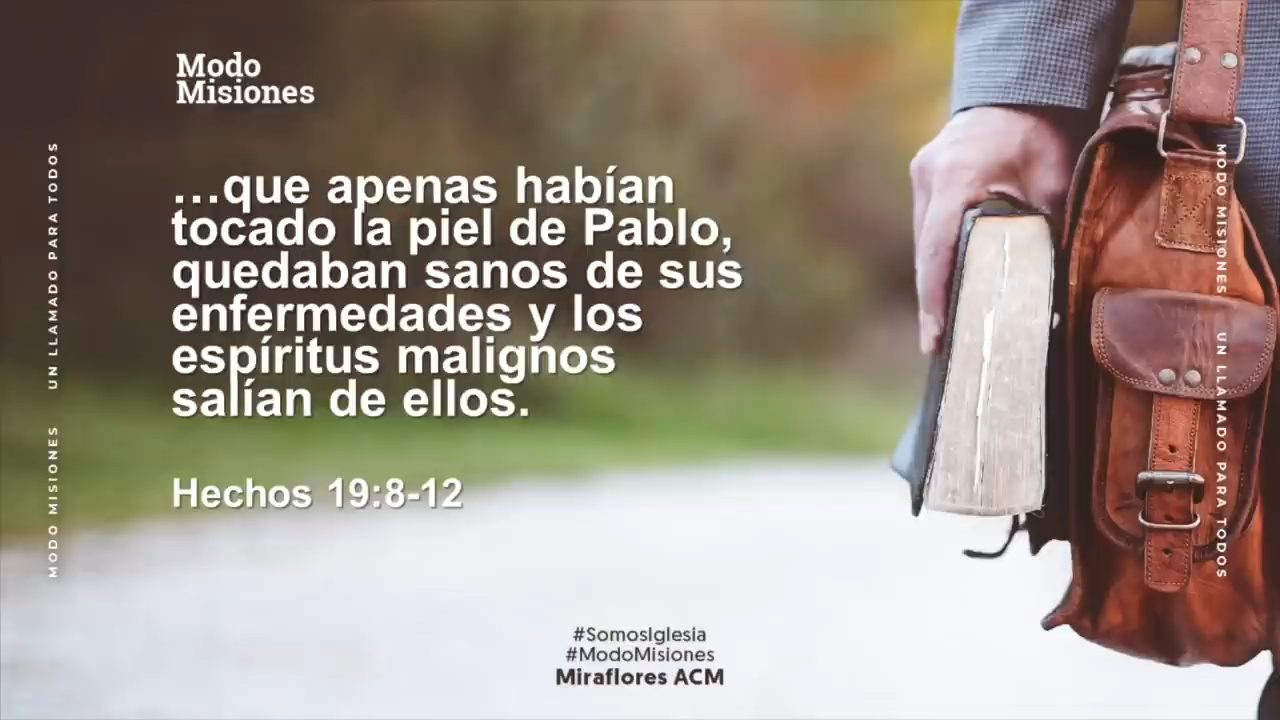 Modo
Misiones
…que apenas habían
tocado la piel de Pablo,
quedaban sanos de sus
enfermedades y los
espíritus malignos
salían de ellos.
Hechos 19:8-12
MODO MISIONES UN LLAMADO PARA TODOS
MODO MISIONES UN LLAMADO PARA TODOS
#SomosIglesia
#ModoMisiones
Miraflores ACM